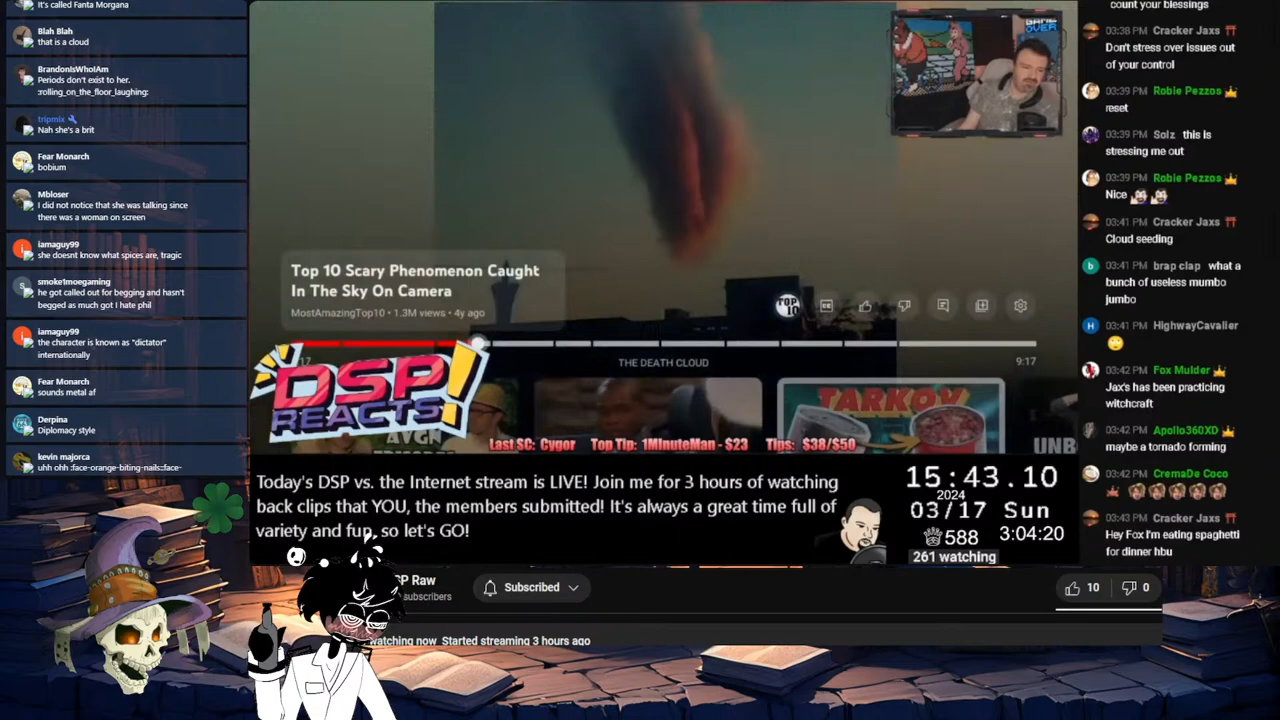 It's called Fanta Morgana
Blah Blah
that is a cloud
BrandonIsWhoIAm
Periods don't exist to her.
:rolling_on_the_floor_laughing:
tripmix
Nah she's a brit
Fear Monarch
bobium
Mbloser
I did not notice that she was talking since
there was a woman on screen
iamaguy99
she doesnt know what spices are, tragic
smoke1moegaming
he got called out for begging and hasn't
begged as much got I hate phil
iamaguy99
the character is known as "dictator"
internationally
Fear Monarch
sounds metal af
Derpina
Diplomacy style
kevin majorca
uhh ohh :face-orange-biting-nails::face-
GAME
OVER
Top 10 Scary Phenomenon Caught
In The Sky On Camera
MostAmazingTop10 • 1.3M views • 4y ago
TOP
10
CC
17
THE DEATH CLOUD
9:17
DSP
REACTS!
AVGN
TARKOV
UNB
Last SC: Cygor Top Tip: 1MinuteMan - $23 Tips: $38/$50
Today's DSP vs. the Internet stream is LIVE! Join me for 3 hours of watching
back clips that YOU, the members submitted! It's always a great time full of
variety and fun, so let's GO!
15:43.10
2024
03/17 Sun
588 3:04:20
261 watching
SP Raw
subscribers
Subscribed
10
0
watching now Started streaming 3 hours ago
count your blessings
03:38 PM Cracker Jaxs
Don't stress over issues out
of your control
03:39 PM Robie Pezzos
reset
03:39 PM Solz this is
stressing me out
03:39 PM Robie Pezzos
Nice
03:41 PM Cracker Jaxs
Cloud seeding
03:41 PM brap clap what a
bunch of useless mumbo
jumbo
03:41 PM HighwayCavalier
03:42 PM Fox Mulder
Jax's has been practicing
witchcraft
03:42 PM Apollo360XD
maybe a tornado forming
03:42 PM CremaDe Coco
03:43 PM Cracker Jaxs
Hey Fox I'm eating spaghetti
for dinner hbu